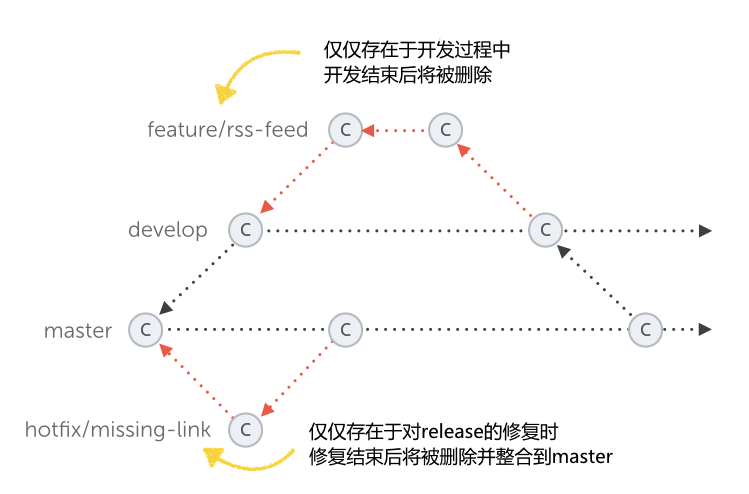 仅仅存在于开发过程中
开发结束后将被删除
feature/rss-feed
C C
develop
C C
master
C C C
hotfix/missing-link
C
仅仅存在于对release的修复时
修复结束后将被删除并整合到master